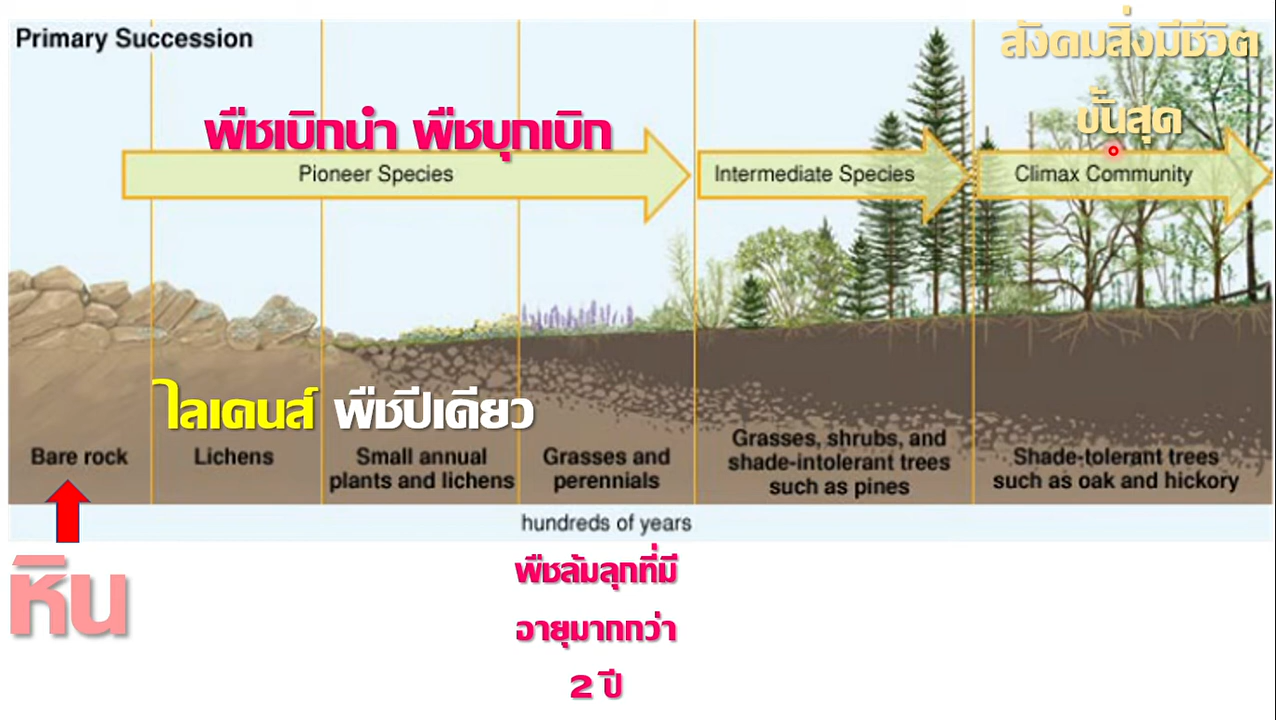 Primary Succession
สังคมสิ่งมีชีวิต
ขั้นสุด
พืชเบิกนำ พืชบุกเบิก
Pioneer Species
Intermediate Species
Climax Community
ไลเคนส์ พืชปีเดียว
Bare rock
Lichens
Small annual
plants and lichens
Grasses and
perennials
Grasses, shrubs, and
shade-intolerant trees
such as pines
Shade-tolerant trees
such as oak and hickory
hundreds of years
หิน
พืชล้มลุกที่มี
อายุมากกว่า
2 ปี